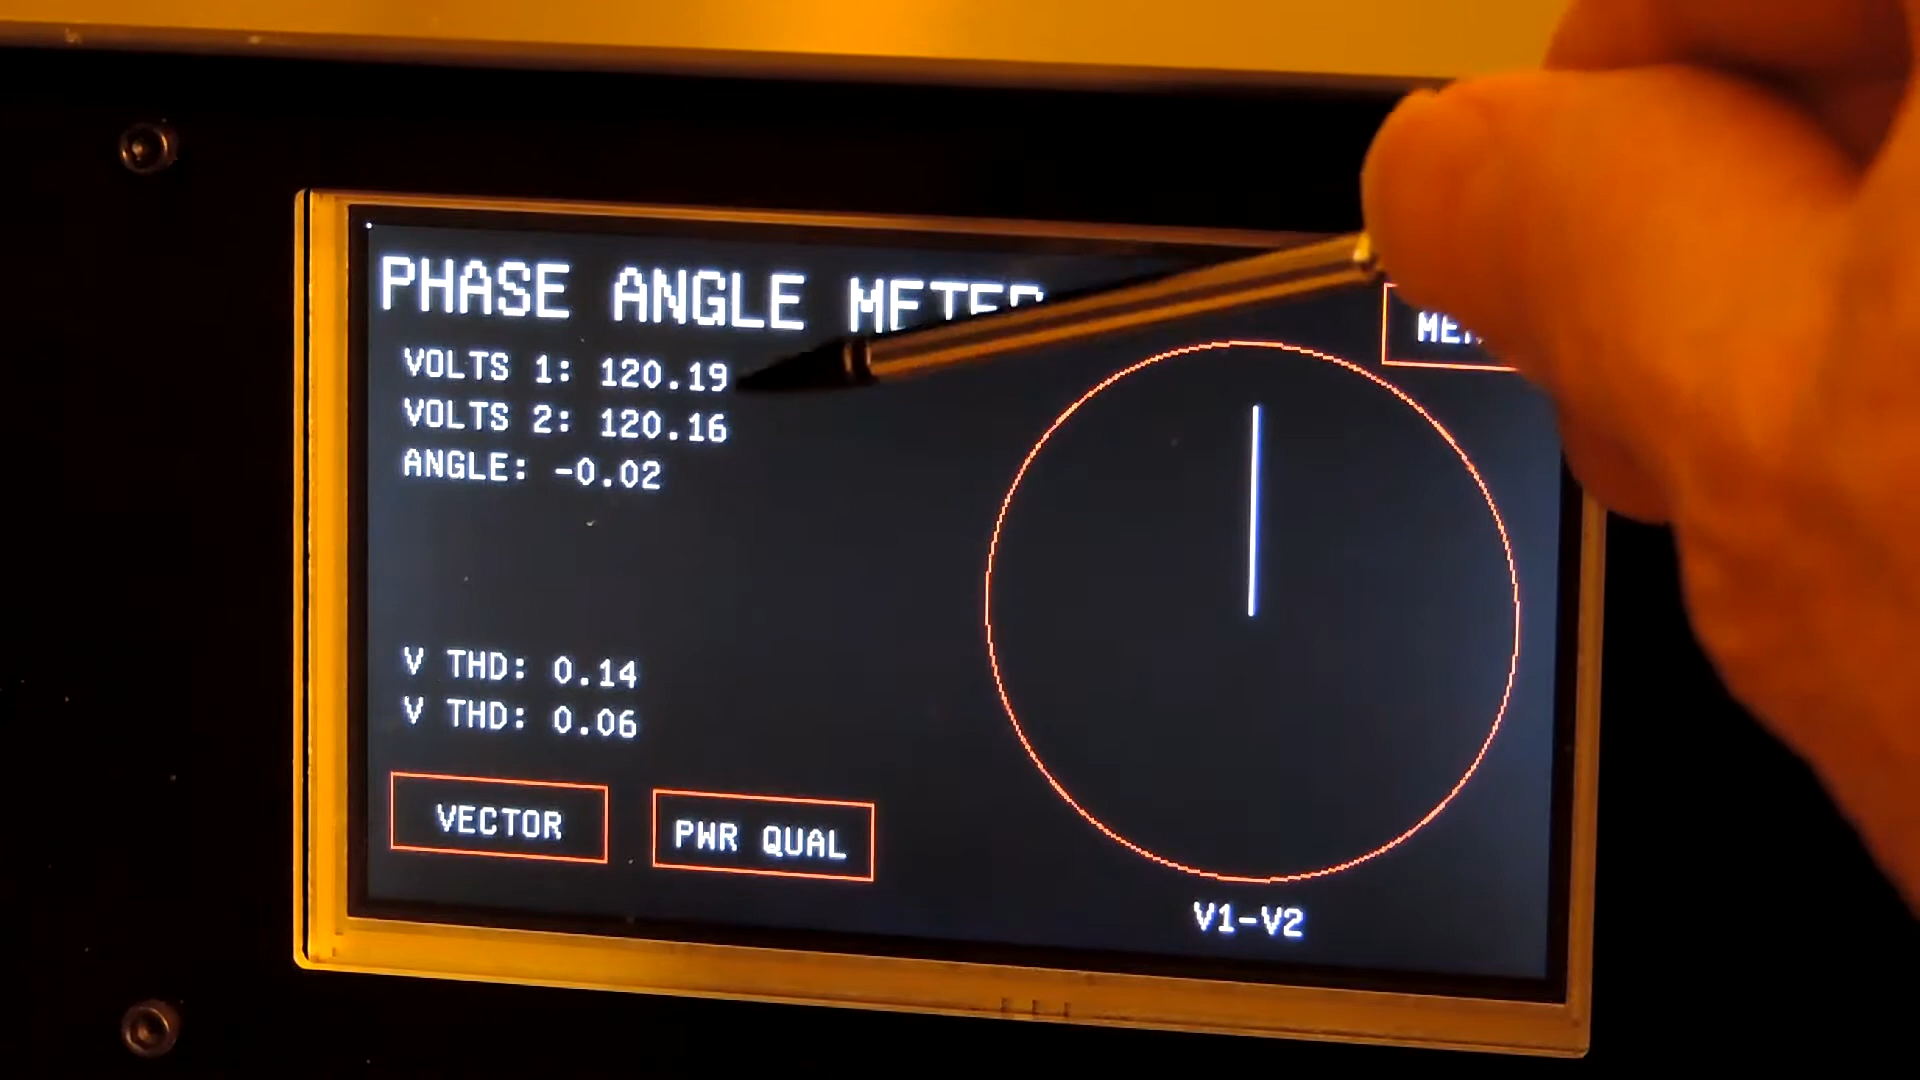 PHASE ANGLE METER
VOLTS 1: 120.19
VOLTS 2: 120.16
ANGLE: -0.02
V THD: 0.14
V THD: 0.06
VECTOR
PWR QUAL
V1-V2